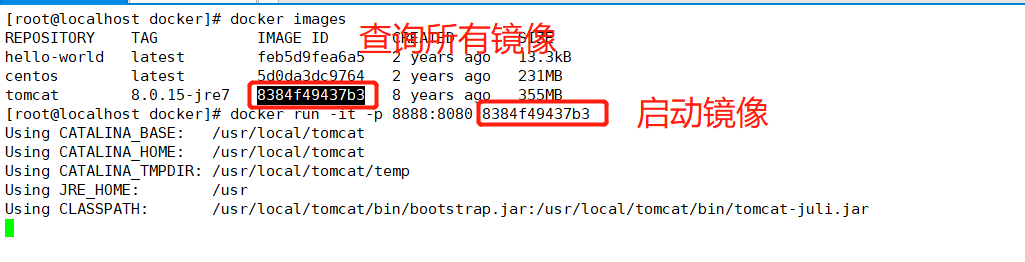 [root@localhost docker]# docker images
REPOSITORY TAG IMAGE ID CREATED SIZE
查询所有镜像
hello-world latest feb5d9fea6a5 2 years ago 13.3kB
centos latest 5d0da3dc9764 2 years ago 231MB
tomcat 8.0.15-jre7 8384f49437b3 8 years ago 355MB
[root@localhost docker]# docker run -it -p 8888:8080 8384f49437b3
启动镜像
Using CATALINA_BASE: /usr/local/tomcat
Using CATALINA_HOME: /usr/local/tomcat
Using CATALINA_TMPDIR: /usr/local/tomcat/temp
Using JRE_HOME: /usr
Using CLASSPATH: /usr/local/tomcat/bin/bootstrap.jar:/usr/local/tomcat/bin/tomcat-juli.jar